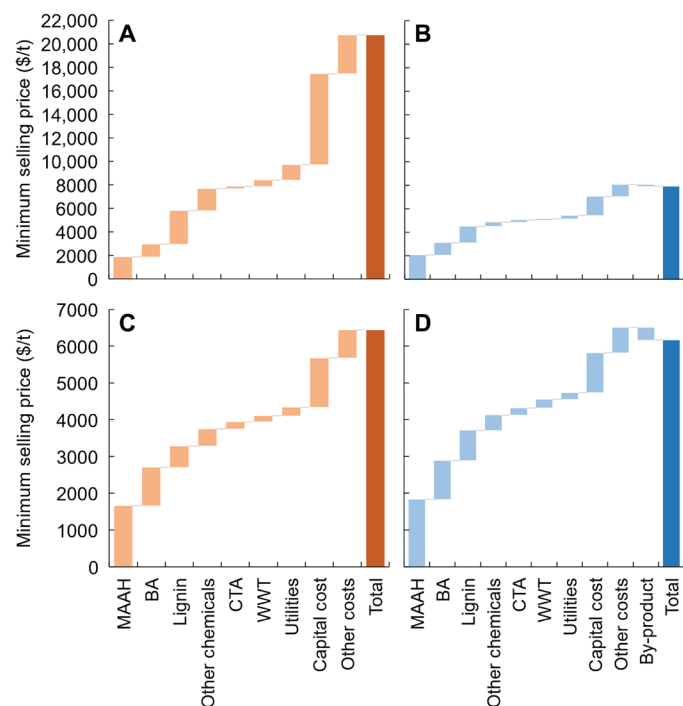 A
B
Minimum selling price ($/t)
22,000
20,000
18,000
16,000
14,000
12,000
10,000
8000
6000
4000
2000
0
C
D
Minimum selling price ($/t)
7000
6000
5000
4000
3000
2000
1000
0
MAAH
BA
Lignin
Other chemicals
CTA
WWT
Utilities
Capital cost
Other costs
Total
MAAH
BA
Lignin
Other chemicals
CTA
WWT
Utilities
Capital cost
Other costs
By-product
Total